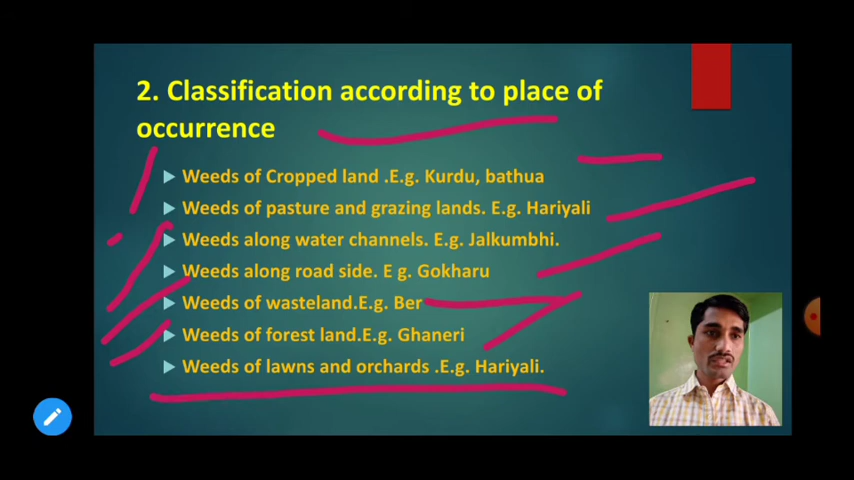 2. Classification according to place of
occurrence
Weeds of Cropped land .E.g. Kurdu, bathua
Weeds of pasture and grazing lands. E.g. Hariyali
Weeds along water channels. E.g. Jalkumbhi.
Weeds along road side. E g. Gokharu
Weeds of wasteland.E.g. Ber
Weeds of forest land.E.g. Ghaneri
Weeds of lawns and orchards .E.g. Hariyali.